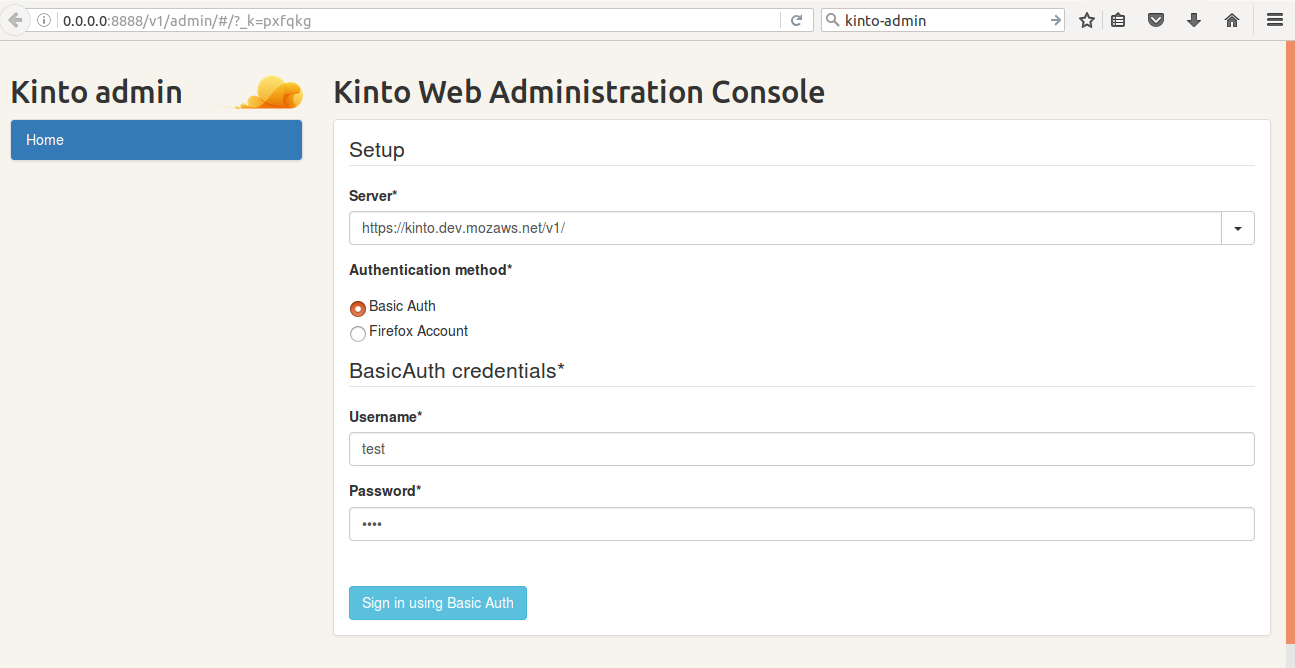 0.0.0.0:8888/v1/admin/#/?_k=pxfqkg
kinto-admin
Kinto admin
Home
Kinto Web Administration Console
Setup
Server*
https://kinto.dev.mozaws.net/v1/
Authentication method*
Basic Auth
Firefox Account
BasicAuth credentials*
Username*
test
Password*
••••
Sign in using Basic Auth